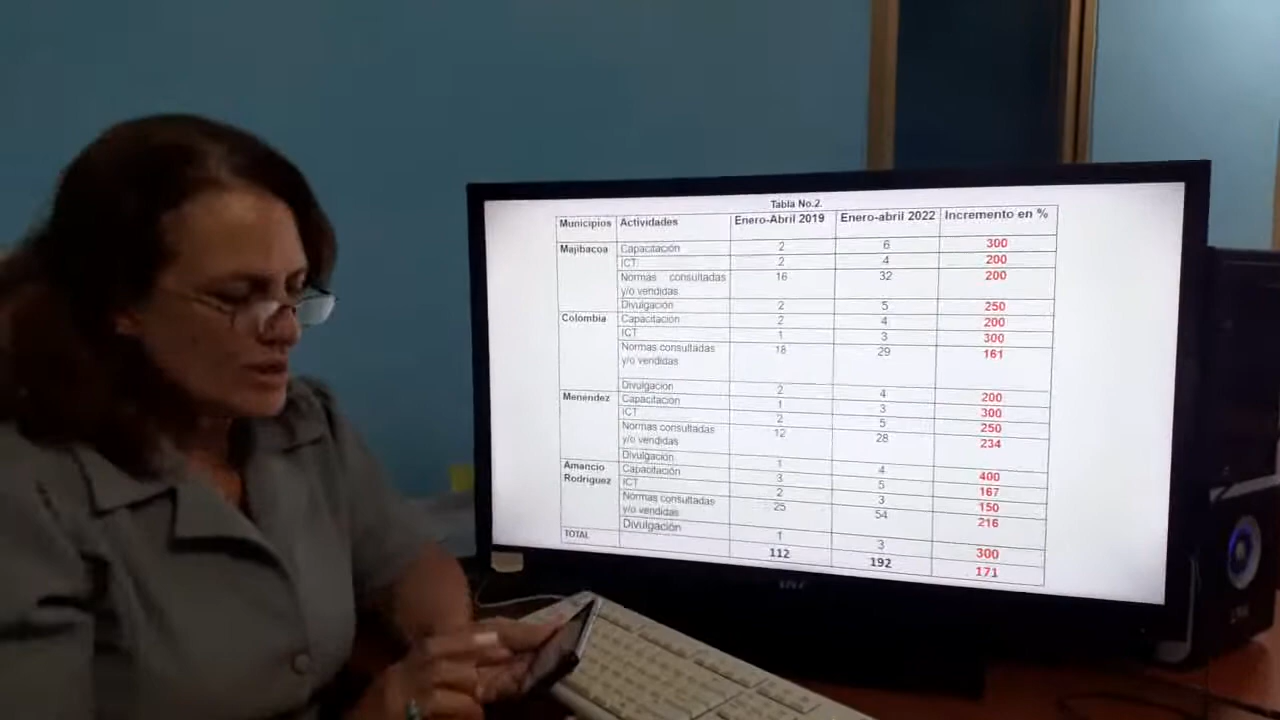 Tabla No.2.
Municipios Actividades Enero-Abril 2019 Enero-abril 2022 Incremento en %
Majibacoa Capacitación 2 6 300
ICT 2 4 200
Normas consultadas 16 32 200
y/o vendidas
Divulgación 2 5 250
Colombia Capacitación 2 4 200
ICT 1 3 300
Normas consultadas 18 29 161
y/o vendidas
Divulgación 2 4 200
Menéndez Capacitación 1 3 300
ICT 2 5 250
Normas consultadas 12 28 234
y/o vendidas
Divulgación 1 4 400
Amancio Capacitación 3 5 167
Rodríguez ICT 2 3 150
Normas consultadas 25 54 216
y/o vendidas
Divulgación 1 3 300
TOTAL 112 192 171